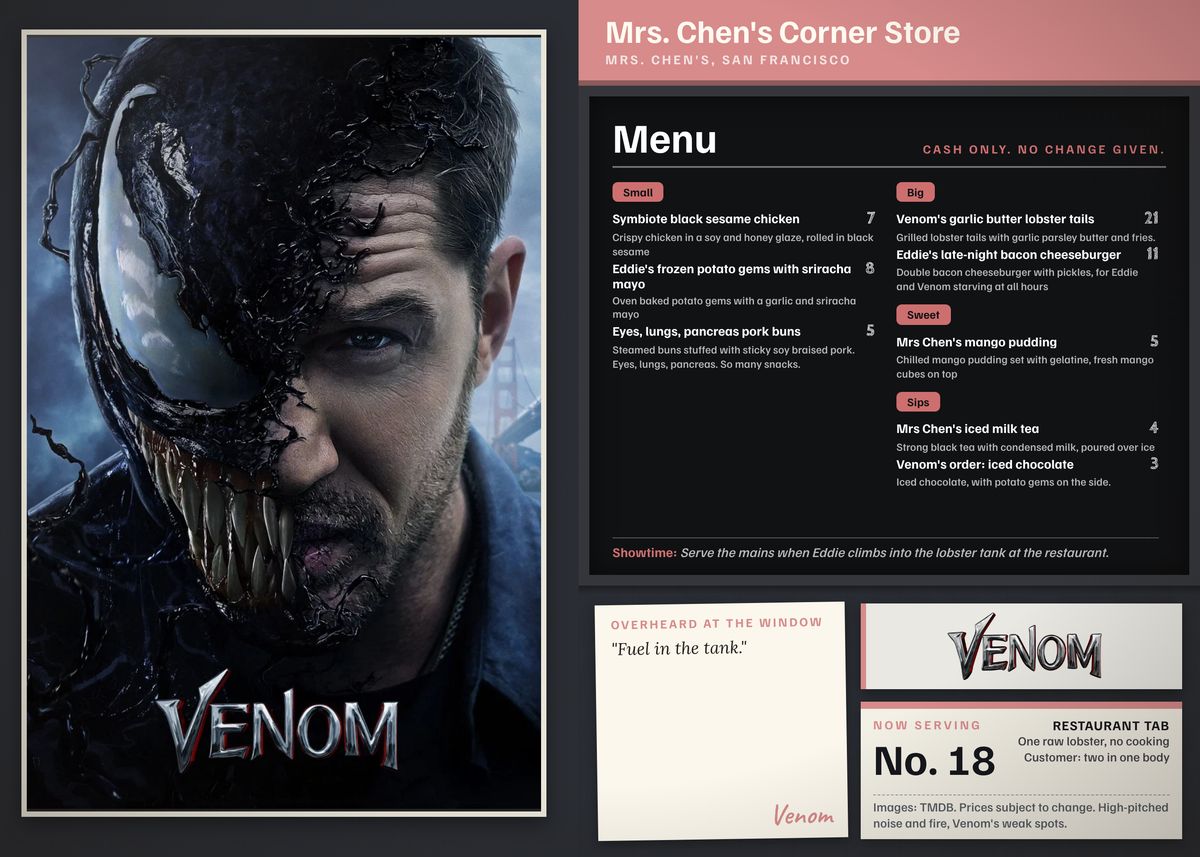 VENOM
Mrs. Chen's Corner Store
MRS. CHEN'S, SAN FRANCISCO
Menu
CASH ONLY. NO CHANGE GIVEN.
Small
Symbiote black sesame chicken 7
Crispy chicken in a soy and honey glaze, rolled in black
sesame
Eddie's frozen potato gems with sriracha 8
mayo
Oven baked potato gems with a garlic and sriracha
mayo
Eyes, lungs, pancreas pork buns 5
Steamed buns stuffed with sticky soy braised pork.
Eyes, lungs, pancreas. So many snacks.
Big
Venom's garlic butter lobster tails 21
Grilled lobster tails with garlic parsley butter and fries.
Eddie's late-night bacon cheeseburger 11
Double bacon cheeseburger with pickles, for Eddie
and Venom starving at all hours
Sweet
Mrs Chen's mango pudding 5
Chilled mango pudding set with gelatine, fresh mango
cubes on top
Sips
Mrs Chen's iced milk tea 4
Strong black tea with condensed milk, poured over ice
Venom's order: iced chocolate 3
Iced chocolate, with potato gems on the side.
Showtime: Serve the mains when Eddie climbs into the lobster tank at the restaurant.
OVERHEARD AT THE WINDOW
"Fuel in the tank."
Venom
VENOM
NOW SERVING
No. 18
RESTAURANT TAB
One raw lobster, no cooking
Customer: two in one body
Images: TMDB. Prices subject to change. High-pitched
noise and fire, Venom's weak spots.